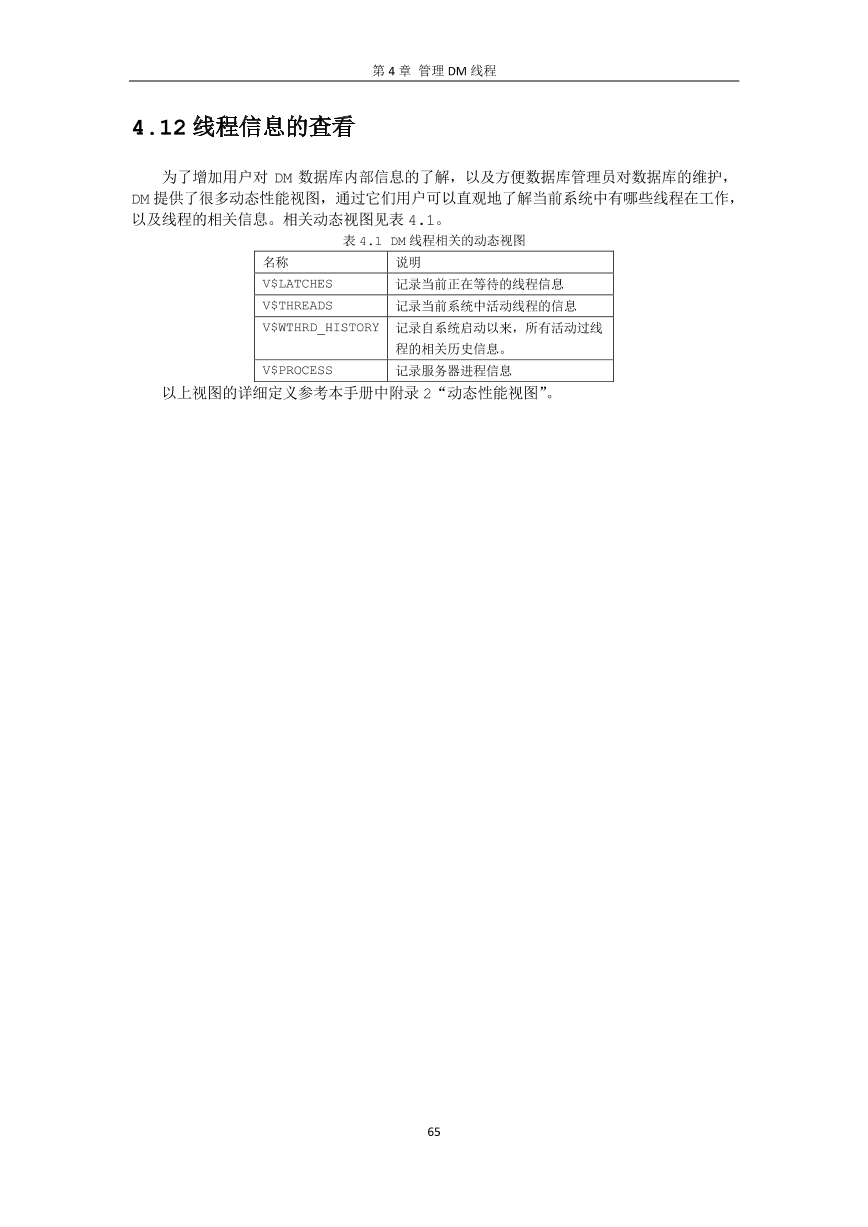 第 4 章 管理 DM 线程
4.12 线程信息的查看
为了增加用户对 DM 数据库内部信息的了解，以及方便数据库管理员对数据库的维护，
DM 提供了很多动态性能视图，通过它们用户可以直观地了解当前系统中有哪些线程在工作，
以及线程的相关信息。相关动态视图见表 4.1。
表 4.1 DM 线程相关的动态视图
名称 说明
V$LATCHES 记录当前正在等待的线程信息
V$THREADS 记录当前系统中活动线程的信息
V$WTHRD_HISTORY 记录自系统启动以来，所有活动过线
程的相关历史信息。
V$PROCESS 记录服务器进程信息
以上视图的详细定义参考本手册中附录 2“动态性能视图”。
65